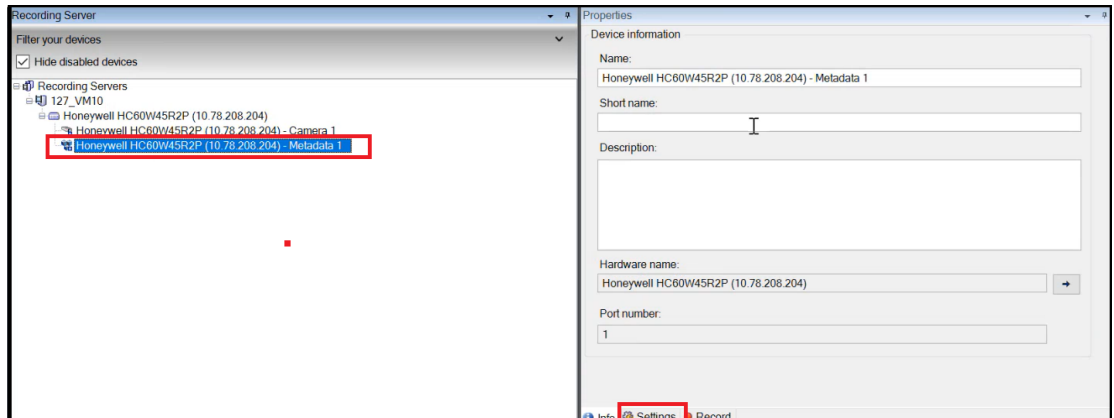 Recording Server
Filter your devices
Hide disabled devices
Recording Servers
127_VM10
Honeywell HC60W45R2P (10.78.208.204)
Honeywell HC60W45R2P (10.78.208.204) - Camera 1
Honeywell HC60W45R2P (10.78.208.204) - Metadata 1
Properties
Device information
Name:
Honeywell HC60W45R2P (10.78.208.204) - Metadata 1
Short name:
Description:
Hardware name:
Honeywell HC60W45R2P (10.78.208.204)
Port number:
1
Info Settings Record